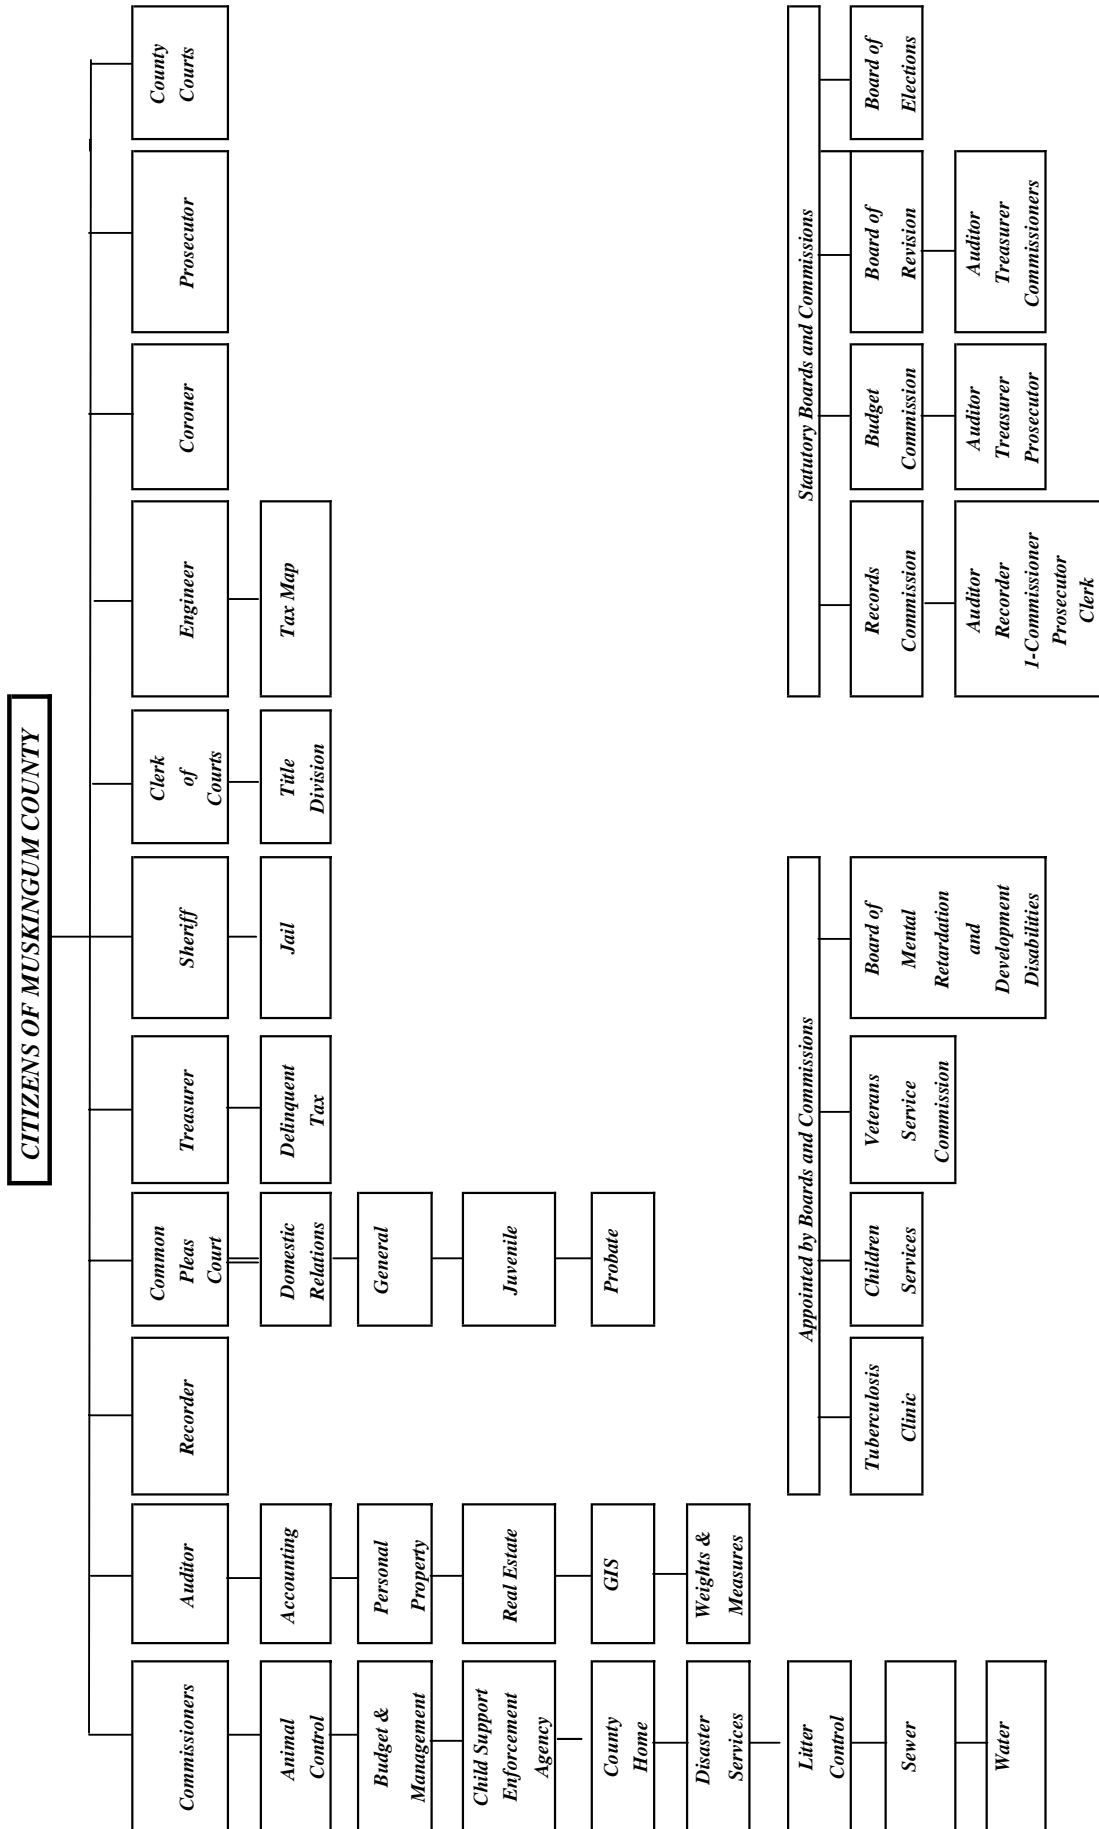 CITIZENS OF MUSKINGUM COUNTY
Commissioners
Auditor
Recorder
Common
Pleas
Court
Treasurer
Sheriff
Clerk
of
Courts
Engineer
Coroner
Prosecutor
County
Courts
Animal
Control
Accounting
Domestic
Relations
Delinquent
Tax
Jail
Title
Division
Tax Map
Budget &
Management
Personal
Property
General
Child Support
Enforcement
Agency
Real Estate
Juvenile
County
Home
GIS
Probate
Disaster
Services
Weights &
Measures
Litter
Control
Sewer
Water
Appointed by Boards and Commissions
Tuberculosis
Clinic
Children
Services
Veterans
Service
Commission
Board of
Mental
Retardation
and
Development
Disabilities
Statutory Boards and Commissions
Records
Commission
Budget
Commission
Board of
Revision
Board of
Elections
Auditor
Recorder
1-Commissioner
Prosecutor
Clerk
Auditor
Treasurer
Prosecutor
Auditor
Treasurer
Commissioners